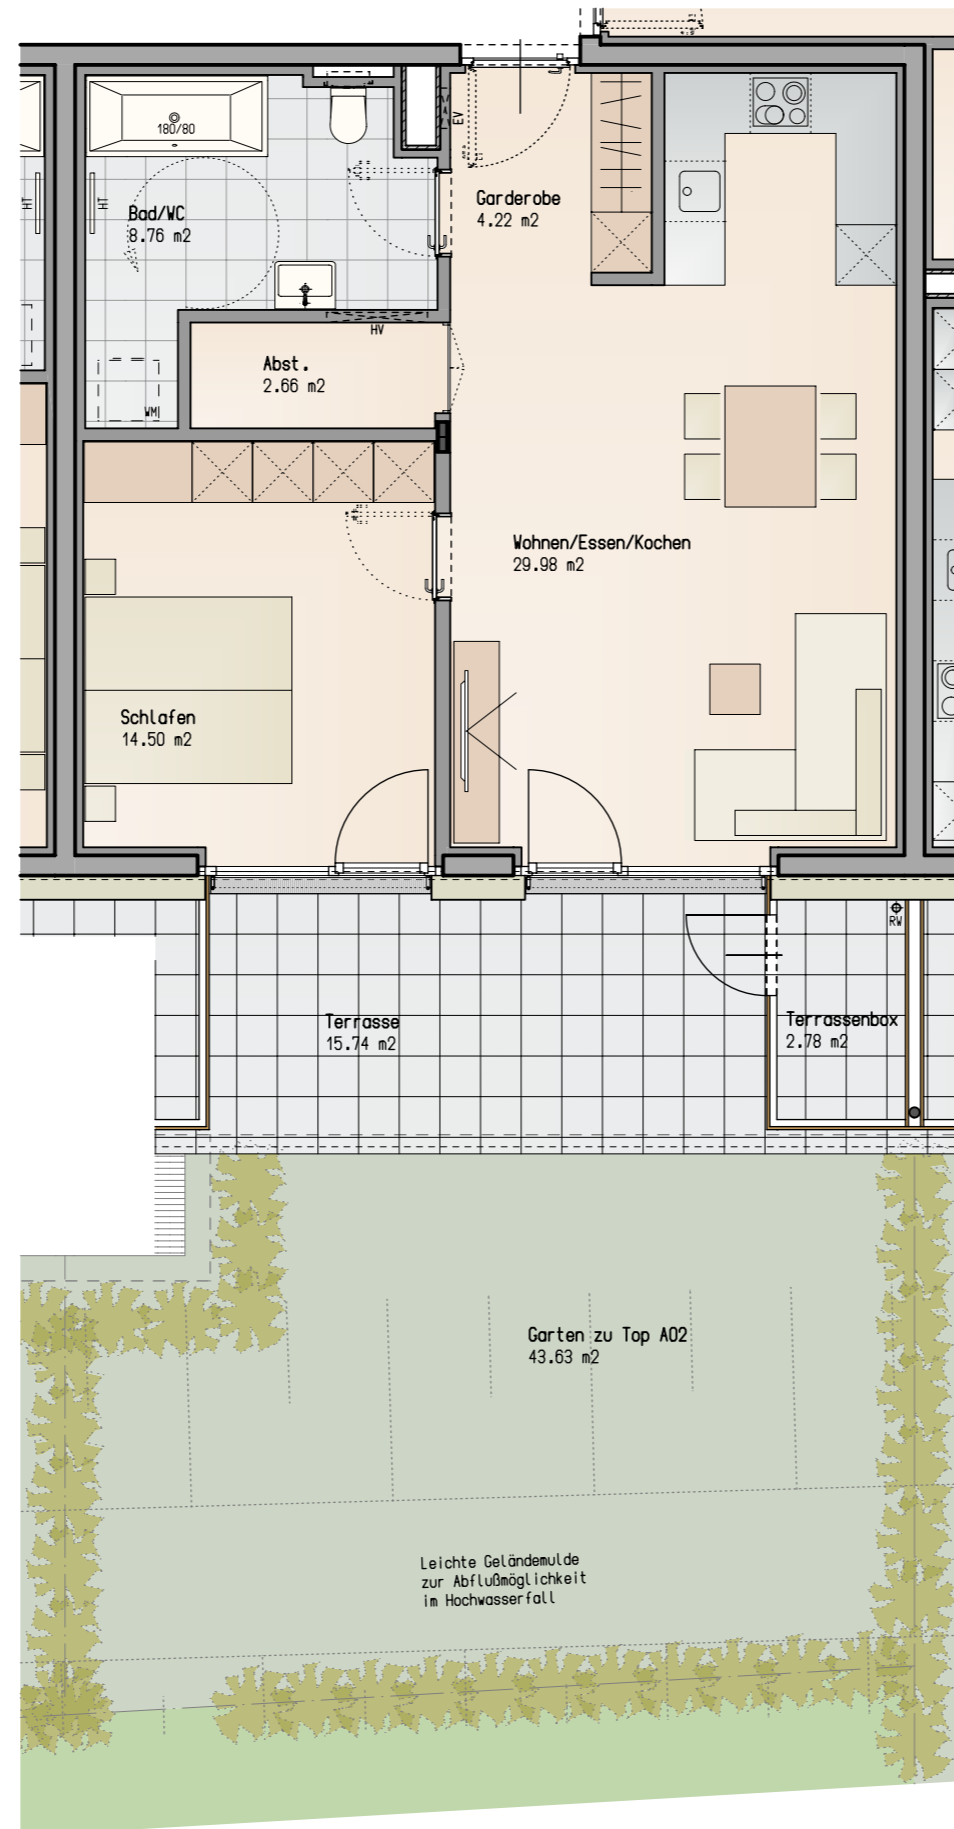 180/80
EV
HT
HT
Bad/WC
8.76 m2
Garderobe
4.22 m2
HV
Abst.
2.66 m2
WM
Wohnen/Essen/Kochen
29.98 m2
Schlafen
14.50 m2
RW
Terrasse
15.74 m2
Terrassenbox
2.78 m2
Garten zu Top A02
43.63 m2
Leichte Geländemulde
zur Abflußmöglichkeit
im Hochwasserfall